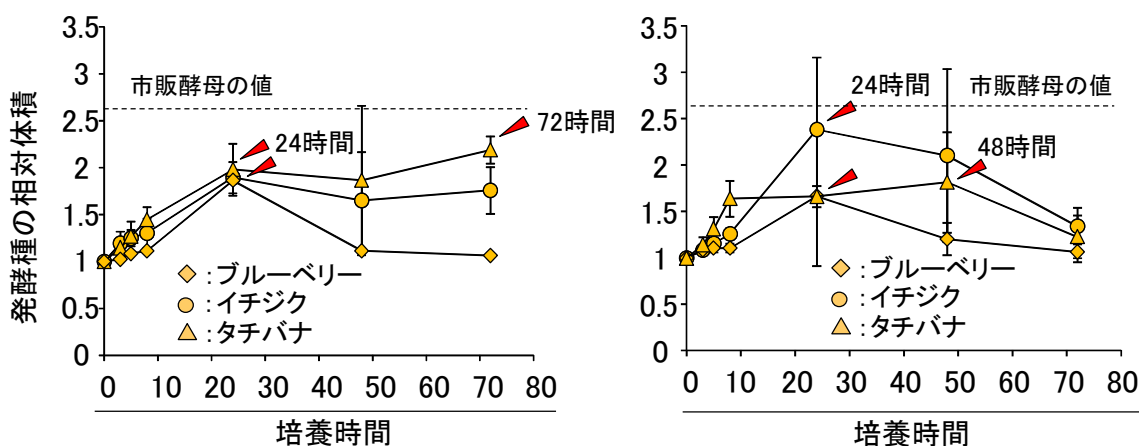 発酵種の相対体積
3.5
3
2.5
2
1.5
1
0.5
0
市販酵母の値
24時間
72時間
◇:ブルーベリー
○:イチジク
△:タチバナ
0 10 20 30 40 50 60 70 80
培養時間
3.5
3
2.5
2
1.5
1
0.5
0
24時間
市販酵母の値
48時間
◇:ブルーベリー
○:イチジク
△:タチバナ
0 10 20 30 40 50 60 70 80
培養時間